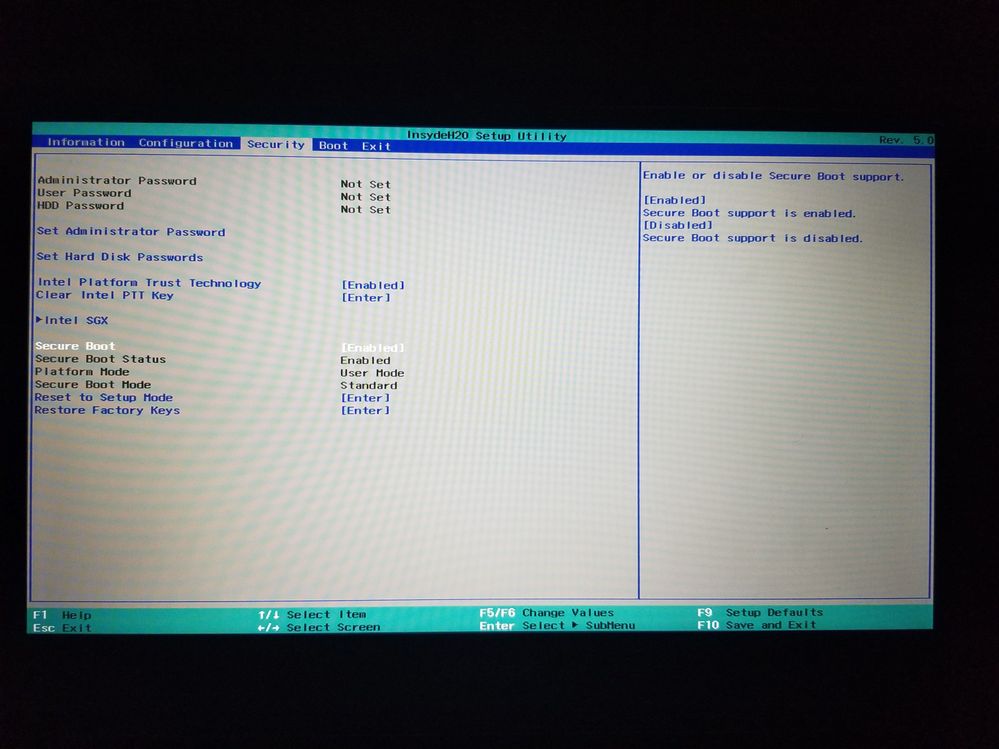 InsydeH20 Setup Utility Rev. 5.0
Information Configuration Security Boot Exit
Administrator Password Not Set
User Password Not Set
HDD Password Not Set
Set Administrator Password
Set Hard Disk Passwords
Intel Platform Trust Technology [Enabled]
Clear Intel PTT Key [Enter]
▶Intel SGX
Secure Boot [Enabled]
Secure Boot Status Enabled
Platform Mode User Mode
Secure Boot Mode Standard
Reset to Setup Mode [Enter]
Restore Factory Keys [Enter]
Enable or disable Secure Boot support.
[Enabled]
Secure Boot support is enabled.
[Disabled]
Secure Boot support is disabled.
F1 Help ↑/↓ Select Item F5/F6 Change Values F9 Setup Defaults
Esc Exit ←/→ Select Screen Enter Select ▶ SubMenu F10 Save and Exit